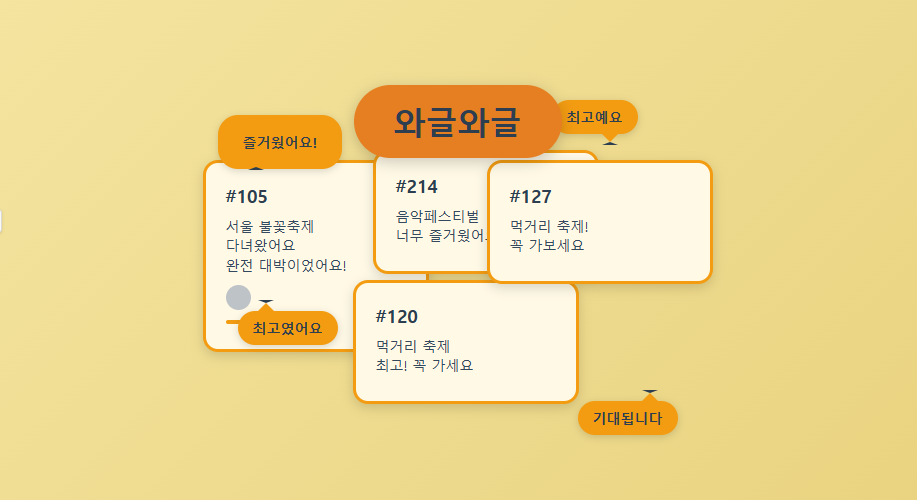 와글와글
최고예요
즐거웠어요!
#105
서울 불꽃축제
다녀왔어요
완전 대박이었어요!
최고였어요
#214
음악페스티벌
너무 즐거웠어
#127
먹거리 축제!
꼭 가보세요
#120
먹거리 축제
최고! 꼭 가세요
기대됩니다